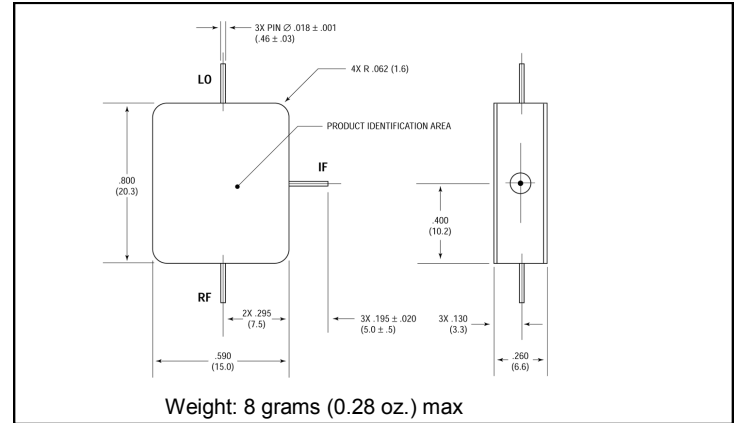 3X PIN Ø .018 ± .001
(.46 ± .03)
4X R .062 (1.6)
LO
PRODUCT IDENTIFICATION AREA
IF
.800
(20.3)
.400
(10.2)
RF
2X .295
(7.5)
3X .195 ± .020
(5.0 ± .5)
3X .130
(3.3)
.590
(15.0)
.260
(6.6)
Weight: 8 grams (0.28 oz.) max